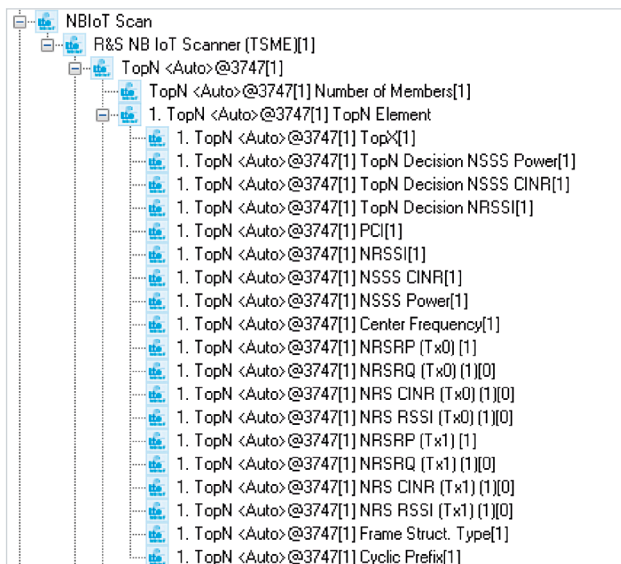 NBIoT Scan
R&S NB IoT Scanner (TSME)[1]
TopN <Auto>@3747[1]
TopN <Auto>@3747[1] Number of Members[1]
1. TopN <Auto>@3747[1] TopN Element
1. TopN <Auto>@3747[1] TopX[1]
1. TopN <Auto>@3747[1] TopN Decision NSSS Power[1]
1. TopN <Auto>@3747[1] TopN Decision NSSS CINR[1]
1. TopN <Auto>@3747[1] TopN Decision NRSSI[1]
1. TopN <Auto>@3747[1] PCI[1]
1. TopN <Auto>@3747[1] NRSSI[1]
1. TopN <Auto>@3747[1] NSSS CINR[1]
1. TopN <Auto>@3747[1] NSSS Power[1]
1. TopN <Auto>@3747[1] Center Frequency[1]
1. TopN <Auto>@3747[1] NRSRP (Tx0) [1]
1. TopN <Auto>@3747[1] NRSRQ (Tx0) (1)[0]
1. TopN <Auto>@3747[1] NRS CINR (Tx0) (1)[0]
1. TopN <Auto>@3747[1] NRS RSSI (Tx0) (1)[0]
1. TopN <Auto>@3747[1] NRSRP (Tx1) [1]
1. TopN <Auto>@3747[1] NRSRQ (Tx1) (1)[0]
1. TopN <Auto>@3747[1] NRS CINR (Tx1) (1)[0]
1. TopN <Auto>@3747[1] NRS RSSI (Tx1) (1)[0]
1. TopN <Auto>@3747[1] Frame Struct. Type[1]
1. TopN <Auto>@3747[1] Cyclic Prefix[1]